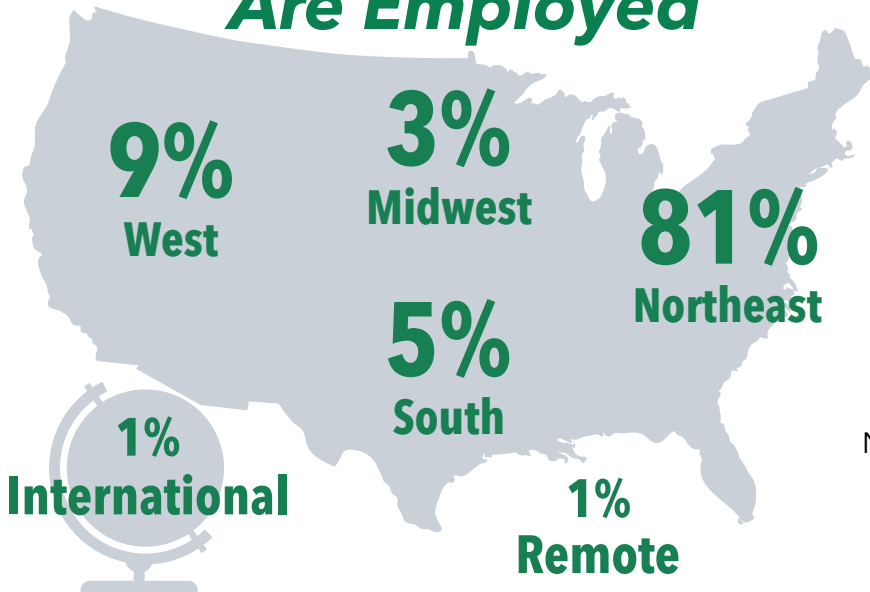 Are Employed
9%
West
3%
Midwest
81%
Northeast
5%
South
1%
International
1%
Remote